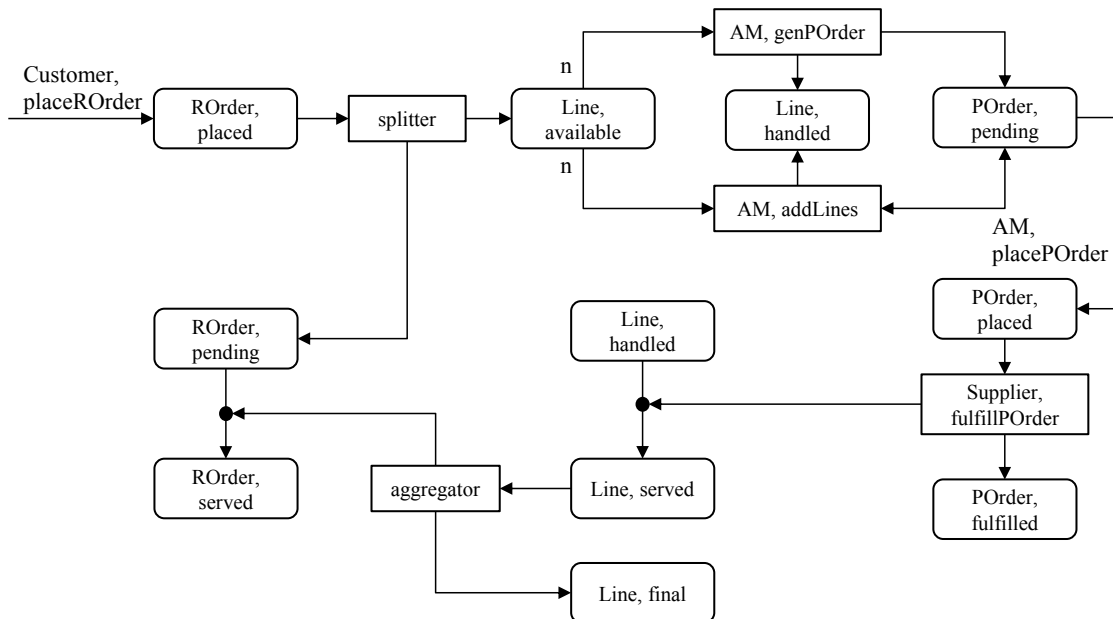 Customer,
placeROrder
ROrder,
placed
splitter
Line,
available
n
n
AM, genPOrder
Line,
handled
AM, addLines
POrder,
pending
AM,
placePOrder
ROrder,
pending
Line,
handled
POrder,
placed
Supplier,
fulfillPOrder
ROrder,
served
aggregator
Line, served
POrder,
fulfilled
Line, final